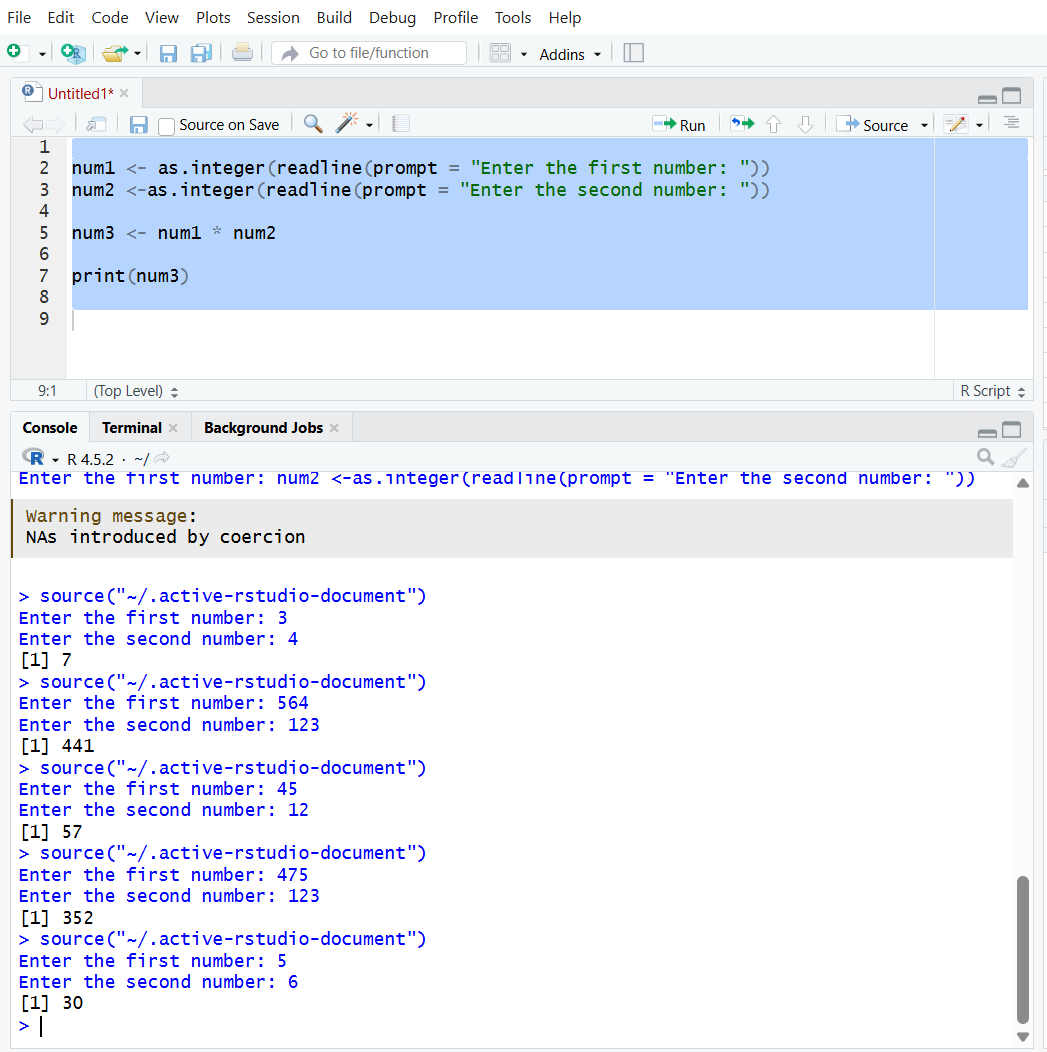 File Edit Code View Plots Session Build Debug Profile Tools Help
Go to file/function Addins
Untitled1*
Source on Save Run Source
1
2 num1 <- as.integer(readline(prompt = "Enter the first number: "))
3 num2 <-as.integer(readline(prompt = "Enter the second number: "))
4
5 num3 <- num1 * num2
6
7 print(num3)
8
9
9:1 (Top Level) R Script
Console Terminal Background Jobs
R 4.5.2 · ~/
Enter the first number: num2 <-as.integer(readline(prompt = "Enter the second number: "))
Warning message:
NAs introduced by coercion
> source("~/.active-rstudio-document")
Enter the first number: 3
Enter the second number: 4
[1] 7
> source("~/.active-rstudio-document")
Enter the first number: 564
Enter the second number: 123
[1] 441
> source("~/.active-rstudio-document")
Enter the first number: 45
Enter the second number: 12
[1] 57
> source("~/.active-rstudio-document")
Enter the first number: 475
Enter the second number: 123
[1] 352
> source("~/.active-rstudio-document")
Enter the first number: 5
Enter the second number: 6
[1] 30
>